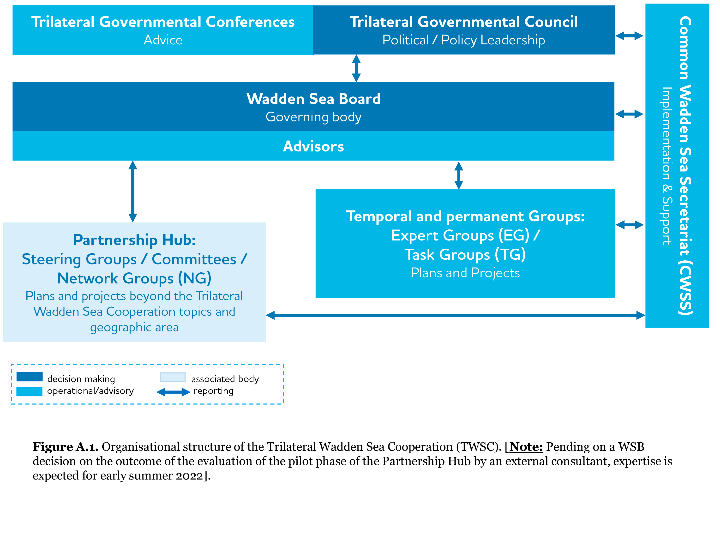 Trilateral Governmental Conferences
Advice
Trilateral Governmental Council
Political / Policy Leadership
Wadden Sea Board
Governing body
Advisors
Common Wadden Sea Secretariat (CWSS)
Implementation & Support
Partnership Hub:
Steering Groups / Committees /
Network Groups (NG)
Plans and projects beyond the Trilateral
Wadden Sea Cooperation topics and
geographic area
Temporal and permanent Groups:
Expert Groups (EG) /
Task Groups (TG)
Plans and Projects
decision making
operational/advisory
associated body
reporting
Figure A.1. Organisational structure of the Trilateral Wadden Sea Cooperation (TWSC). [Note: Pending on a WSB
decision on the outcome of the evaluation of the pilot phase of the Partnership Hub by an external consultant, expertise is
expected for early summer 2022].